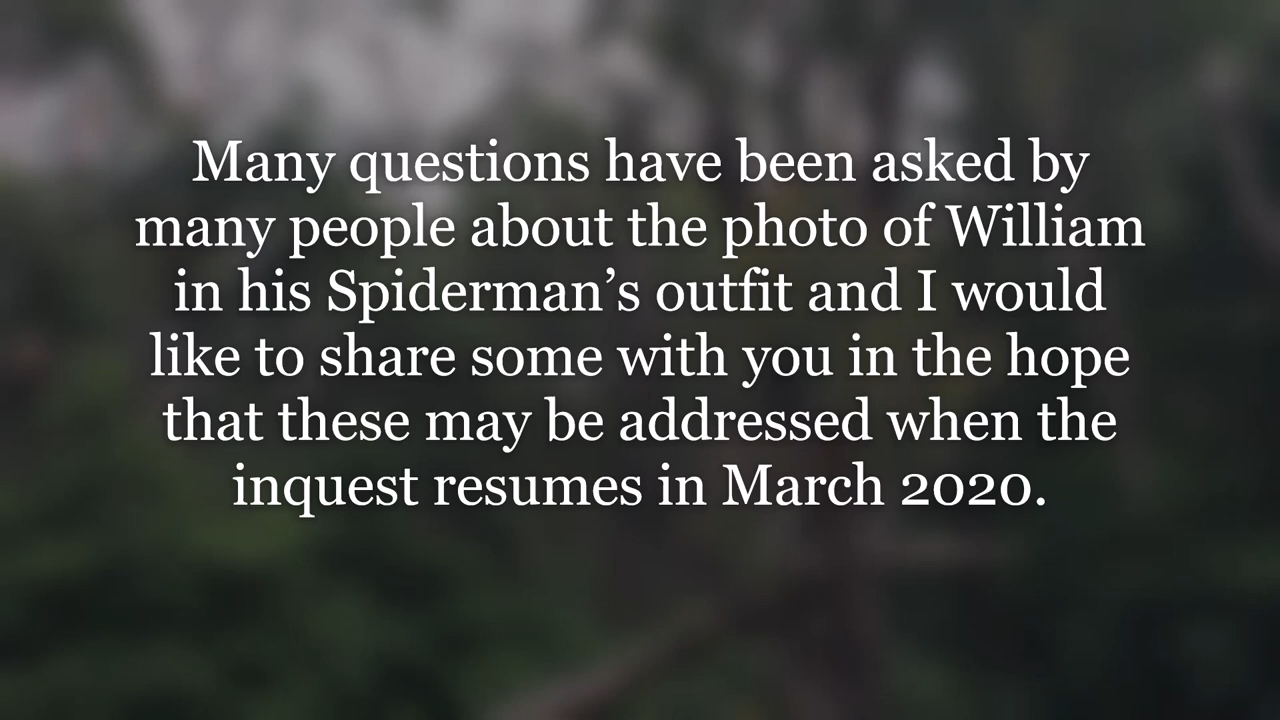 Many questions have been asked by
many people about the photo of William
in his Spiderman’s outfit and I would
like to share some with you in the hope
that these may be addressed when the
inquest resumes in March 2020.